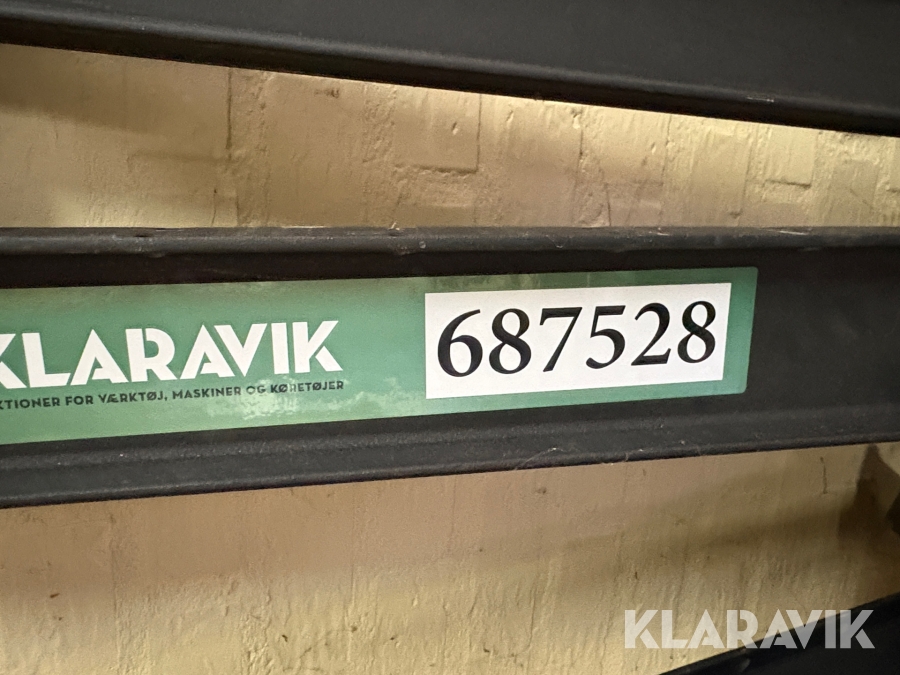 KLARAVIK
687528
KTIONER FOR VÆRKTØJ, MASKINER OG KØRETØJER
KLARAVIK